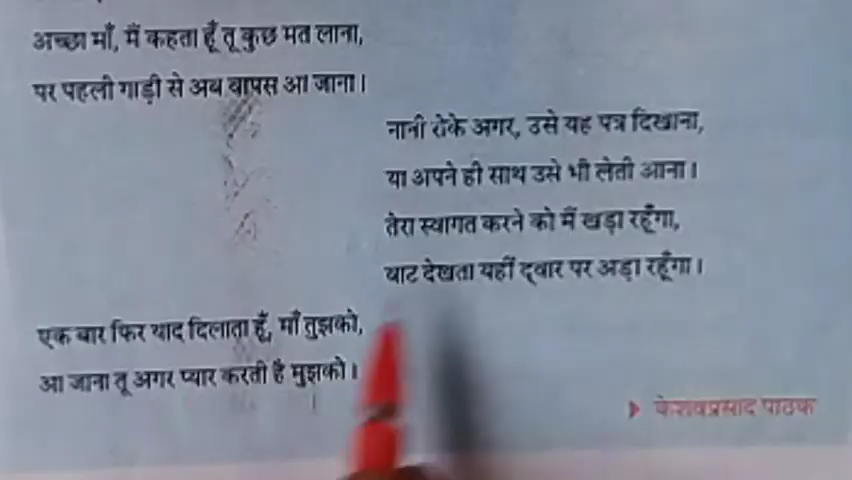 अच्छा माँ, मैं कहता हूँ तू कुछ मत लाना,
पर पहली गाड़ी से अब वापस आ जाना।
नानी रोके अगर, उसे यह पत्र दिखाना,
या अपने ही साथ उसे भी लेती आना।
तेरा स्वागत करने को मैं खड़ा रहूँगा,
बाट देखता यहीं द्वार पर अड़ा रहूँगा।
एक बार फिर याद दिलाता हूँ, माँ तुझको,
आ जाना तू अगर प्यार करती है मुझको।
केशवप्रसाद पाठक